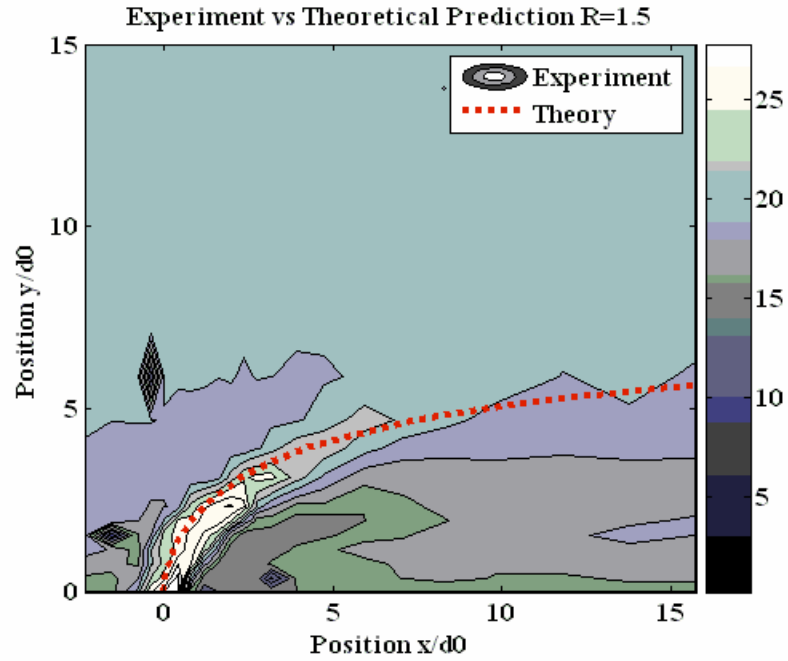 Experiment vs Theoretical Prediction R=1.5
Experiment
Theory
15
10
5
0
Position y/d0
0 5 10 15
Position x/d0
25
20
15
10
5